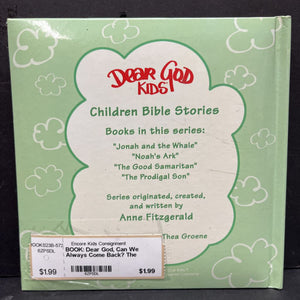 Dear God
KIDS
Children Bible Stories
Books in this series:
"Jonah and the Whale"
"Noah's Ark"
"The Good Samaritan"
"The Prodigal Son"
Series originated, created,
and written by
Anne Fitzgerald
Thea Groene
Encore Kids Consignment
BOOK: Dear God, Can We
Always Come Back? The
$1.99
$1.99